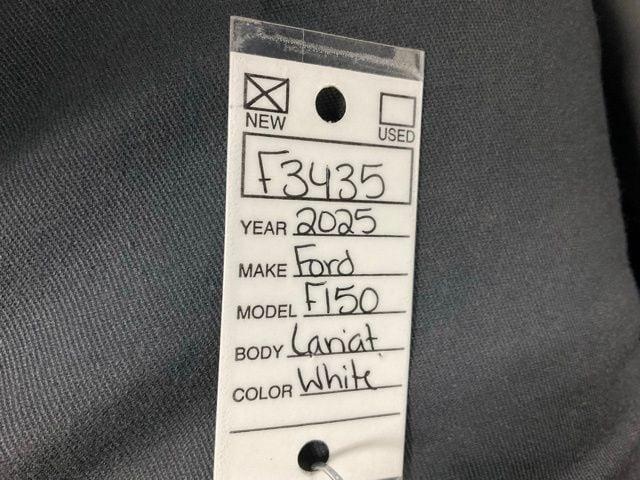 NEW USED
F3435
YEAR 2025
MAKE Ford
MODEL F150
BODY Lariat
COLOR White